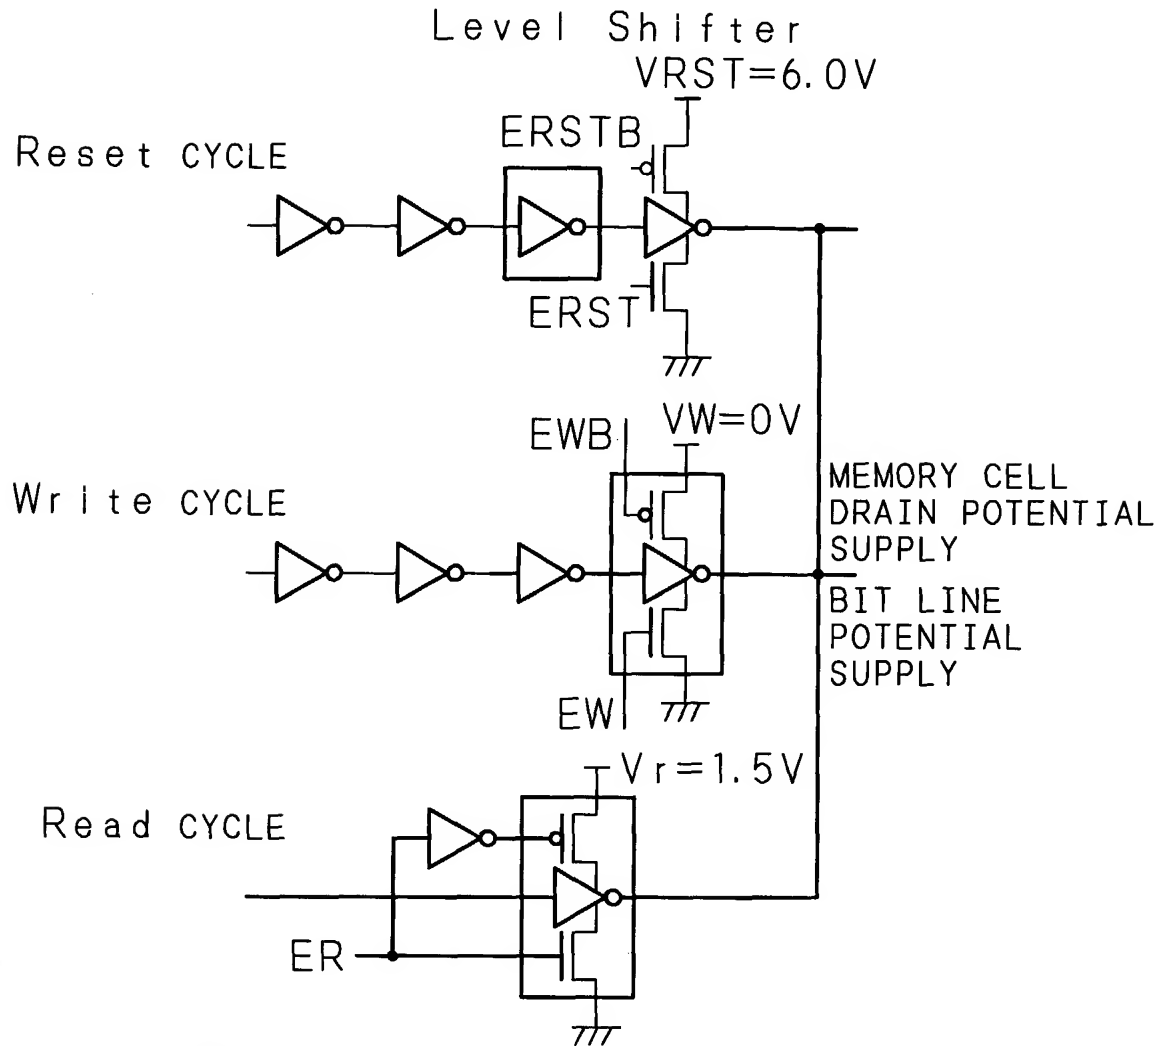 Level Shifter
VRST=6.0V
ERSTB
Reset CYCLE
ERST
VW=0V
EWB
Write CYCLE
MEMORY CELL
DRAIN POTENTIAL
SUPPLY
BIT LINE
POTENTIAL
SUPPLY
EW
Vr=1.5V
Read CYCLE
ER